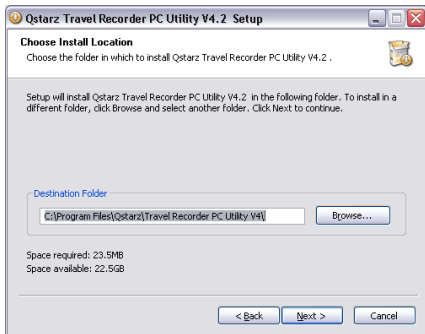 Qstarz Travel Recorder PC Utility V4.2 Setup
Choose Install Location
Choose the folder in which to install Qstarz Travel Recorder PC Utility V4.2 .
Setup will install Qstarz Travel Recorder PC Utility V4.2 in the following folder. To install in a
different folder, click Browse and select another folder. Click Next to continue.
Destination Folder
C:\Program Files\Qstarz\Travel Recorder PC Utility V4\
Browse...
Space required: 23.5MB
Space available: 22.5GB
< Back
Next >
Cancel